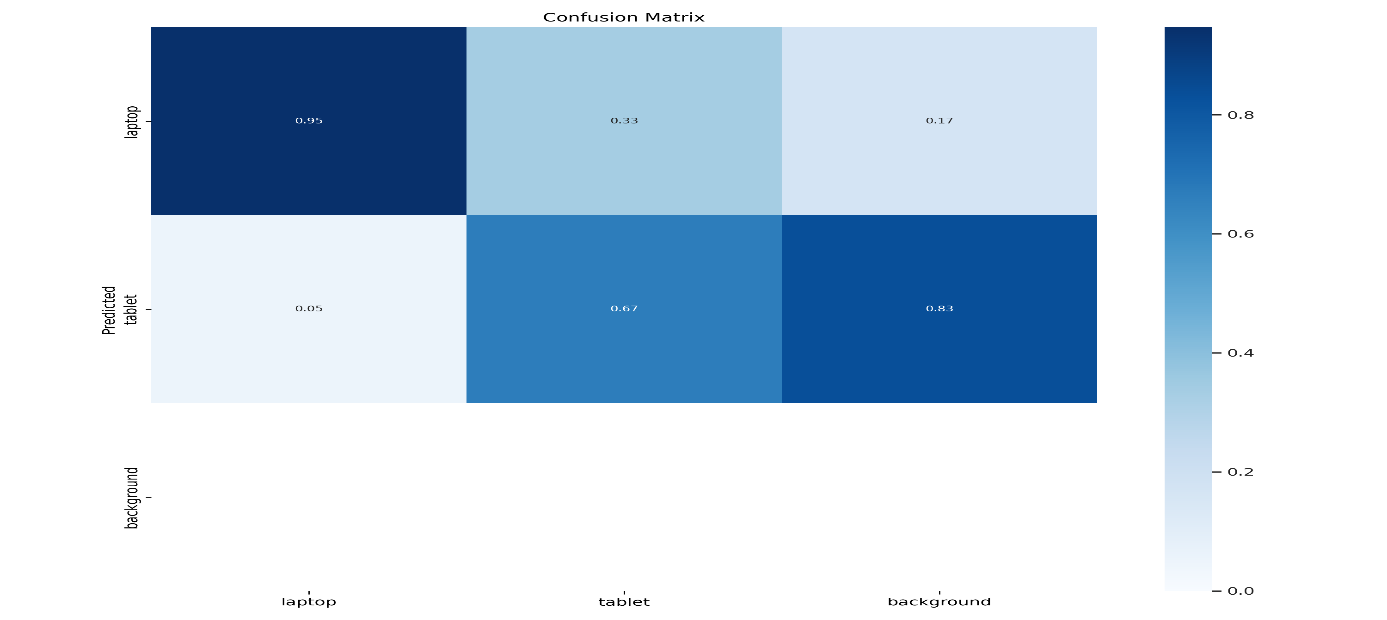 Confusion Matrix
laptop
0.95
0.33
0.17
0.8
0.6
Predicted
tablet
0.05
0.67
0.83
0.4
0.2
background
0.0
laptop
tablet
background